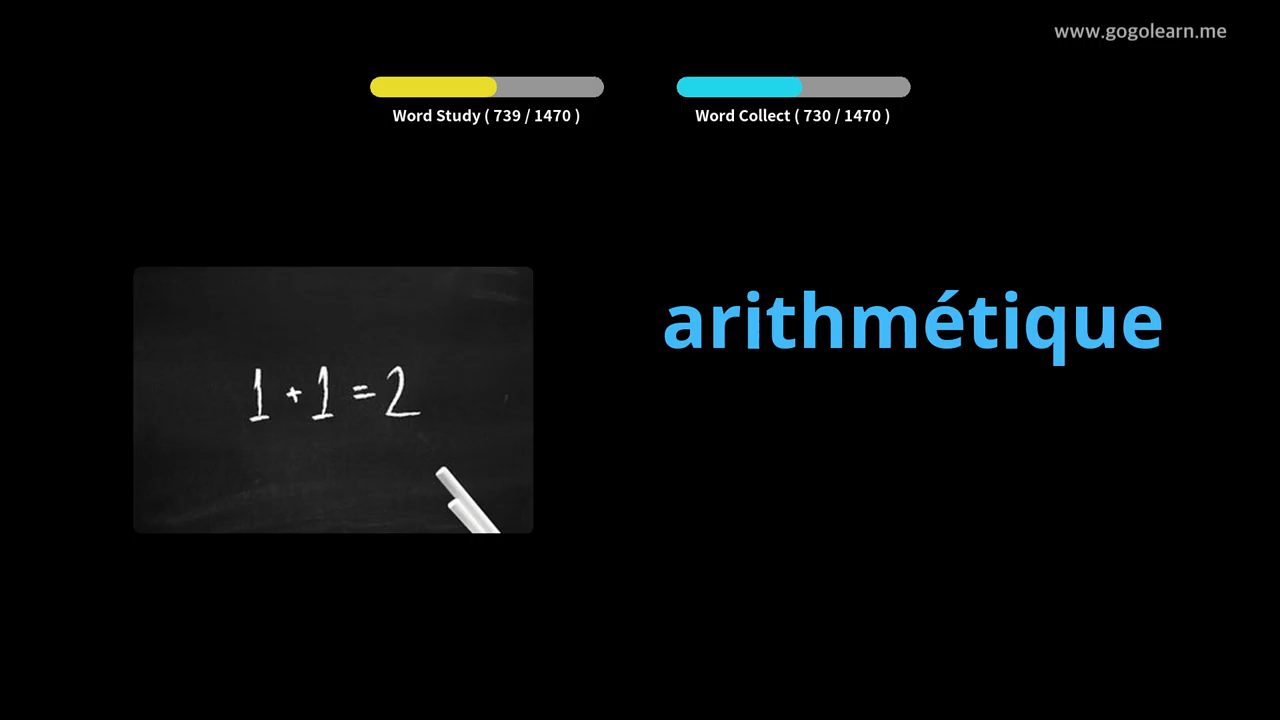 www.gogolearn.me
Word Study ( 739 / 1470 )
Word Collect ( 730 / 1470 )
arithmétique
1 + 1 = 2